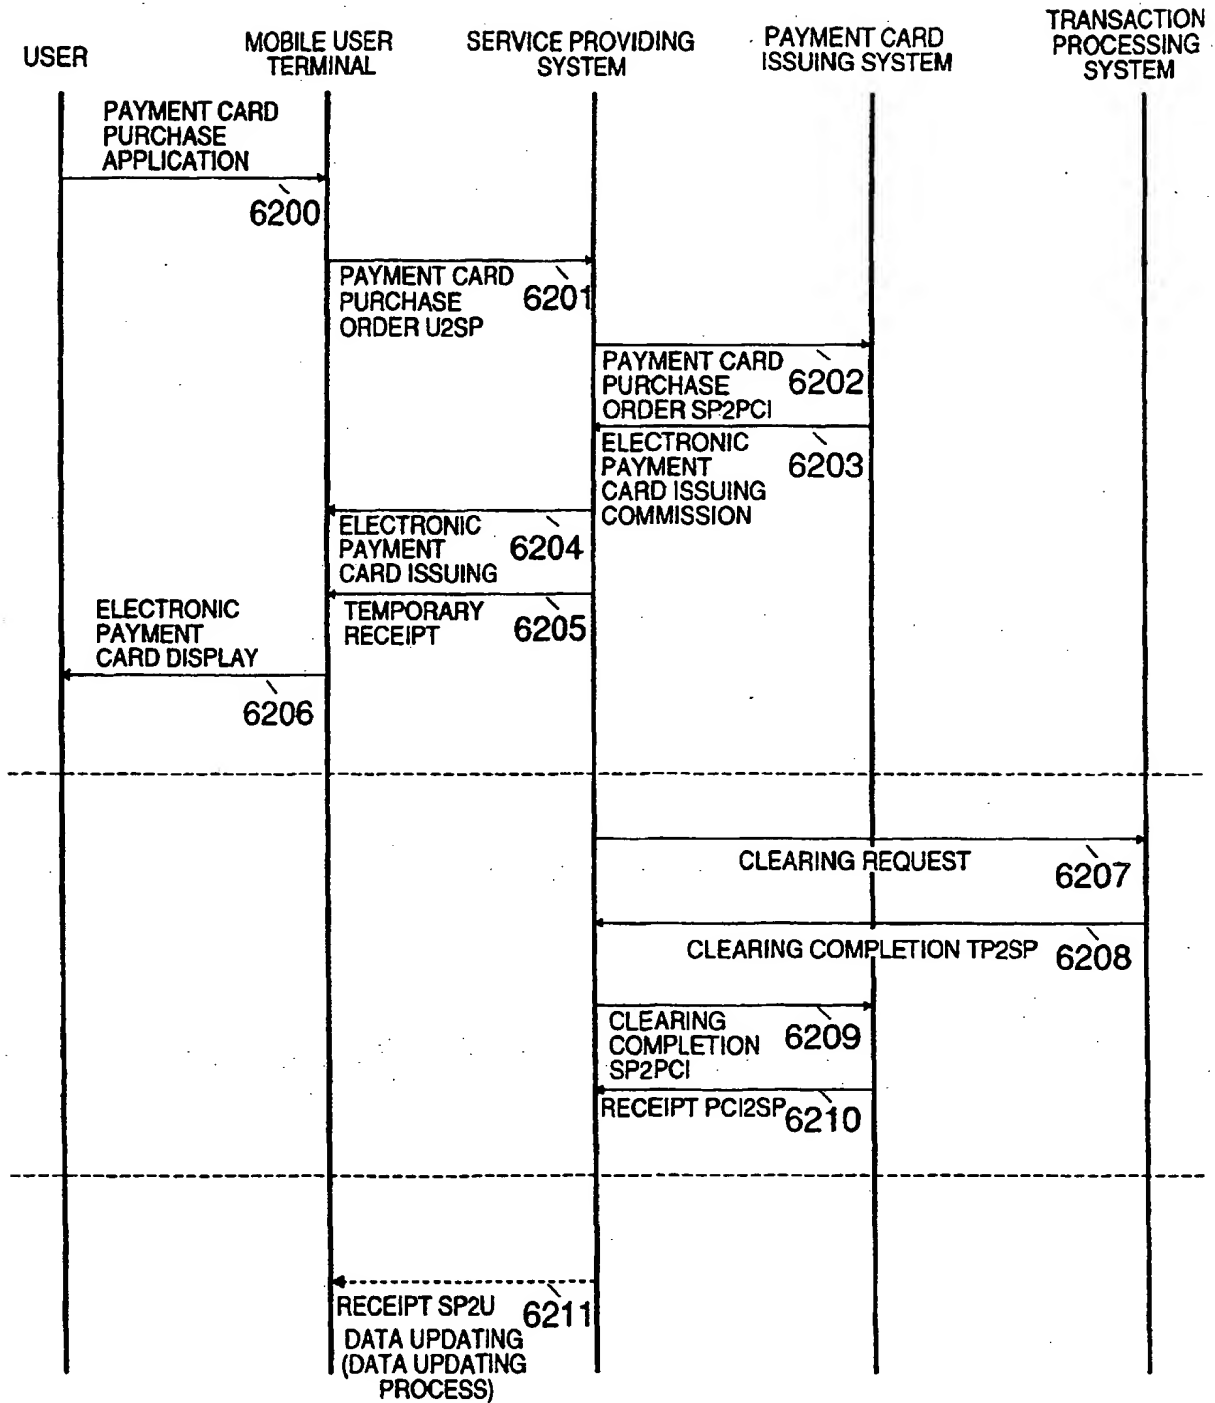 USER
MOBILE USER
TERMINAL
SERVICE PROVIDING
SYSTEM
PAYMENT CARD
ISSUING SYSTEM
TRANSACTION
PROCESSING
SYSTEM
PAYMENT CARD
PURCHASE
APPLICATION
6200
PAYMENT CARD
PURCHASE
ORDER U2SP
6201
PAYMENT CARD
PURCHASE
ORDER SP2PCI
6202
ELECTRONIC
PAYMENT
CARD ISSUING
COMMISSION
6203
ELECTRONIC
PAYMENT
CARD ISSUING
6204
TEMPORARY
RECEIPT
6205
ELECTRONIC
PAYMENT
CARD DISPLAY
6206
CLEARING REQUEST
6207
CLEARING COMPLETION TP2SP
6208
CLEARING
COMPLETION
SP2PCI
6209
RECEIPT PCI2SP
6210
RECEIPT SP2U
6211
DATA UPDATING
(DATA UPDATING
PROCESS)